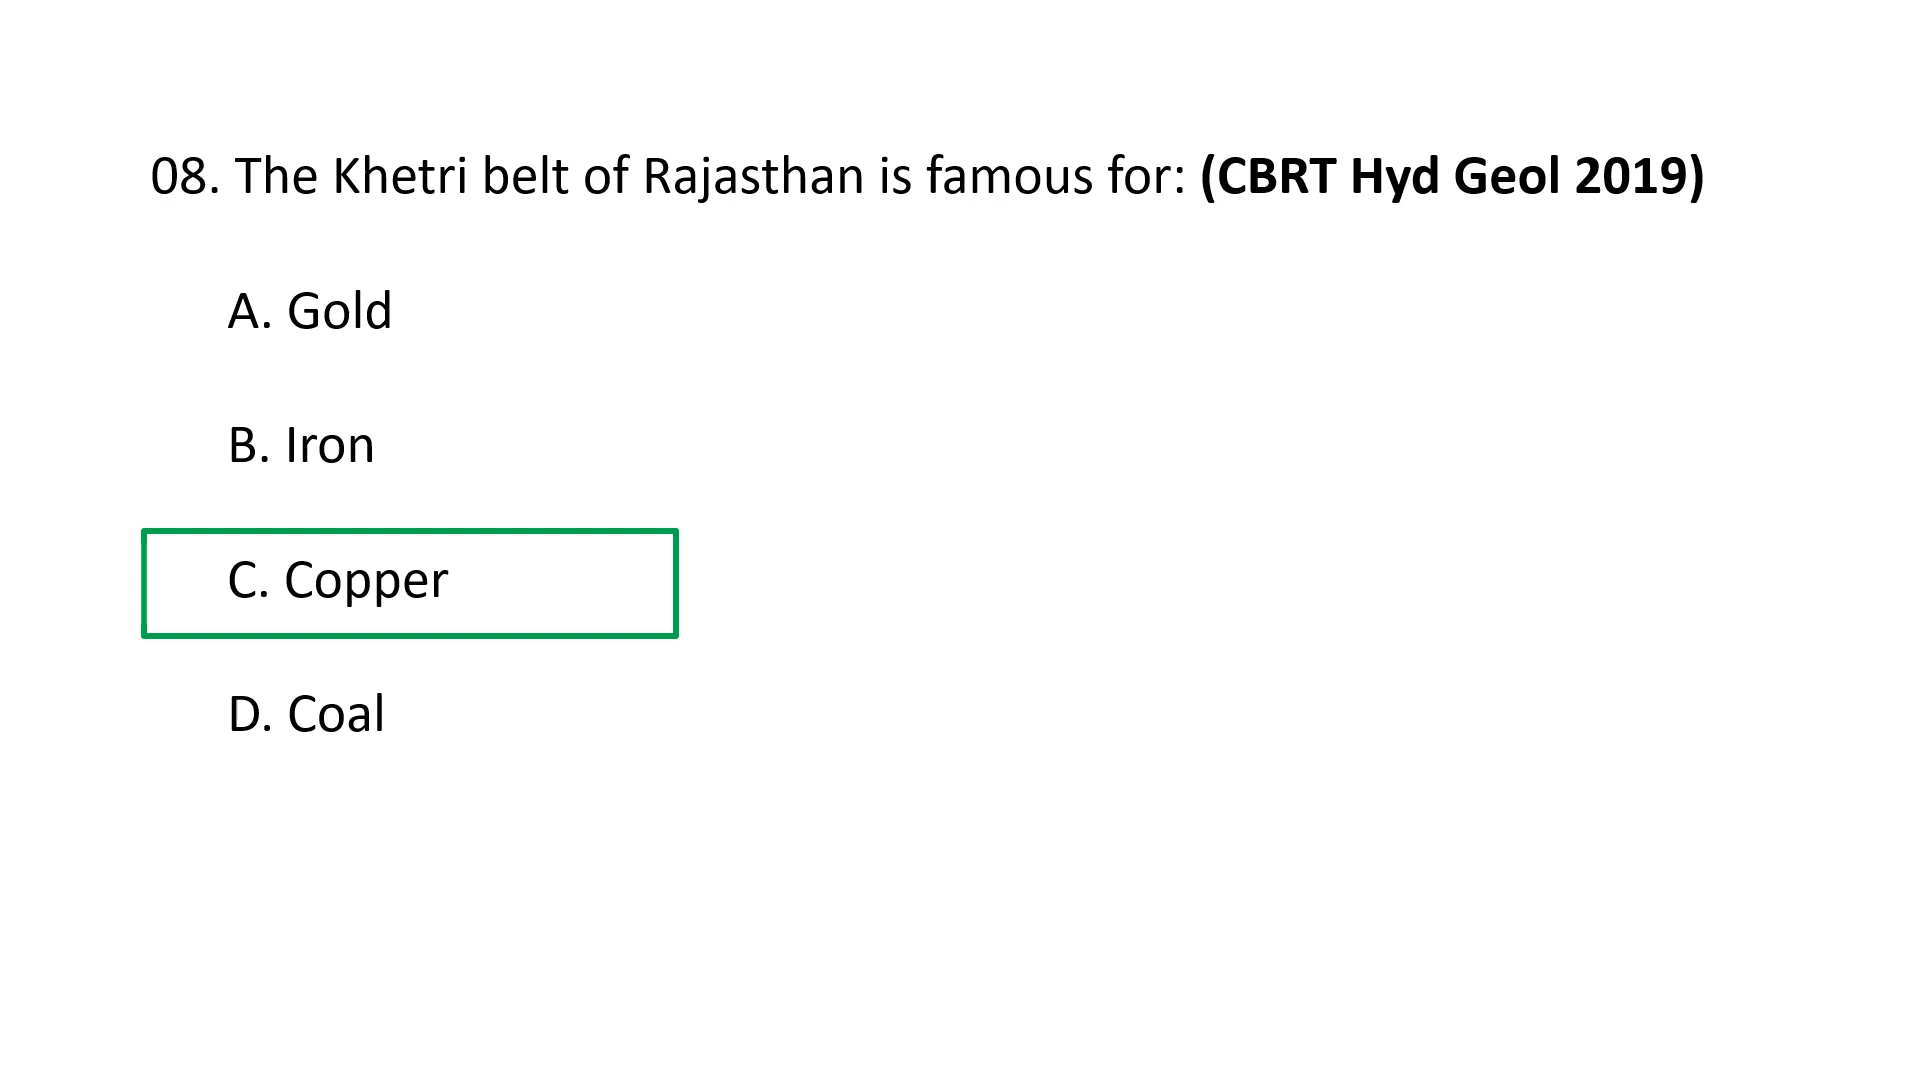 08. The Khetri belt of Rajasthan is famous for: (CBRT Hyd Geol 2019)
A. Gold
B. Iron
C. Copper
D. Coal